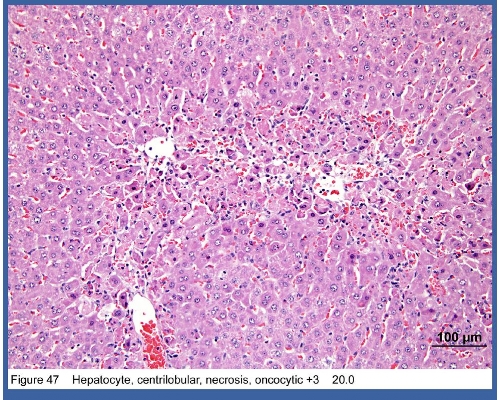 100 µm
Figure 47 Hepatocyte, centrilobular, necrosis, oncocytic +3 20.0